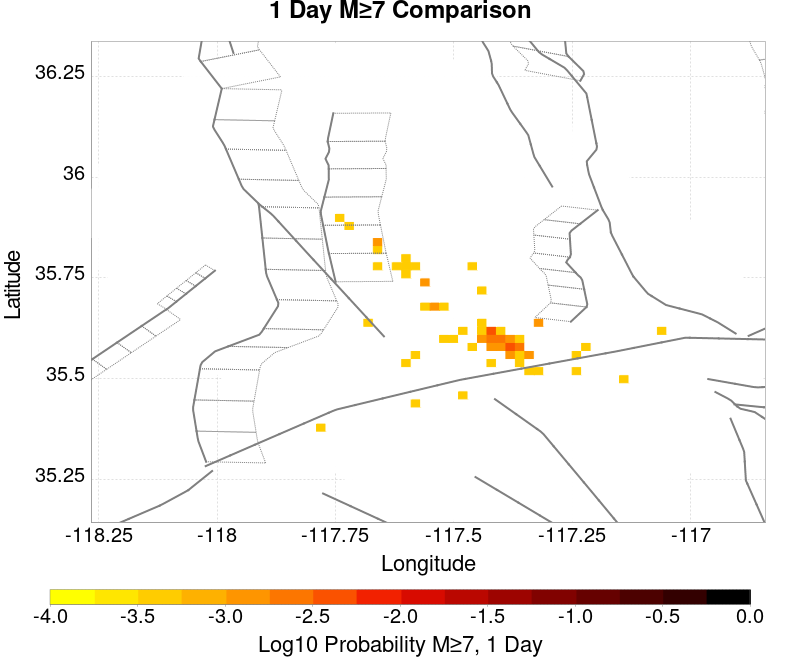 1 Day M≥7 Comparison
36.25
36
35.75
35.5
35.25
Latitude
-118.25 -118 -117.75 -117.5 -117.25 -117
Longitude
-4.0 -3.5 -3.0 -2.5 -2.0 -1.5 -1.0 -0.5 0.0
Log10 Probability M≥7, 1 Day